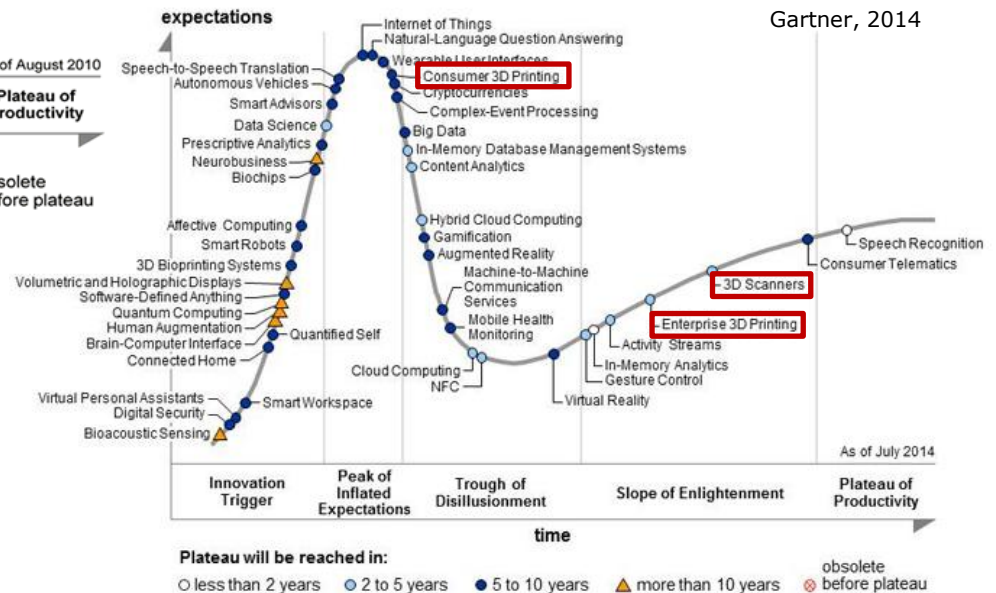 expectations
Gartner, 2014
of August 2010
Plateau of
roductivity
solete
fore plateau
Internet of Things
Natural-Language Question Answering
Wearable User Interfaces
Consumer 3D Printing
Cryptocurrencies
Complex-Event Processing
Speech-to-Speech Translation
Autonomous Vehicles
Smart Advisors
Data Science
Prescriptive Analytics
Neurobusiness
Biochips
Big Data
In-Memory Database Management Systems
Content Analytics
Affective Computing
Smart Robots
3D Bioprinting Systems
Volumetric and Holographic Displays
Software-Defined Anything
Quantum Computing
Human Augmentation
Brain-Computer Interface
Connected Home
Quantified Self
Virtual Personal Assistants
Digital Security
Bioacoustic Sensing
Smart Workspace
Hybrid Cloud Computing
Gamification
Augmented Reality
Machine-to-Machine
Communication
Services
Mobile Health
Monitoring
Cloud Computing
NFC
Virtual Reality
Gesture Control
In-Memory Analytics
Activity Streams
Enterprise 3D Printing
3D Scanners
Consumer Telematics
Speech Recognition
As of July 2014
Innovation
Trigger
Peak of
Inflated
Expectations
Trough of
Disillusionment
Slope of Enlightenment
Plateau of
Productivity
time
Plateau will be reached in:
less than 2 years
2 to 5 years
5 to 10 years
more than 10 years
obsolete
before plateau